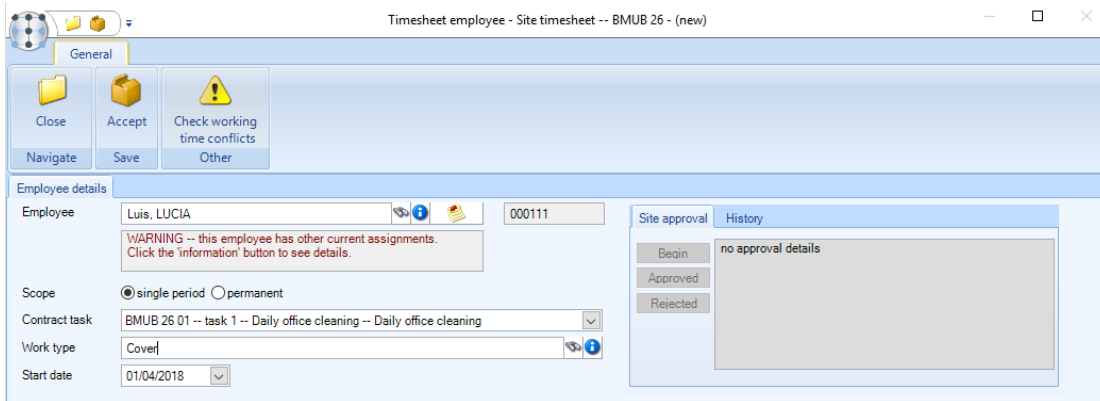 Timesheet employee - Site timesheet -- BMUB 26 - (new)
General
Close
Accept
Check working
time conflicts
Navigate
Save
Other
Employee details
Employee
Luis, LUCIA
000111
WARNING -- this employee has other current assignments.
Click the 'information' button to see details.
Scope
single period
permanent
Contract task
BMUB 26 01 -- task 1 -- Daily office cleaning -- Daily office cleaning
Work type
Cover
Start date
01/04/2018
Site approval
History
Begin
Approved
Rejected
no approval details